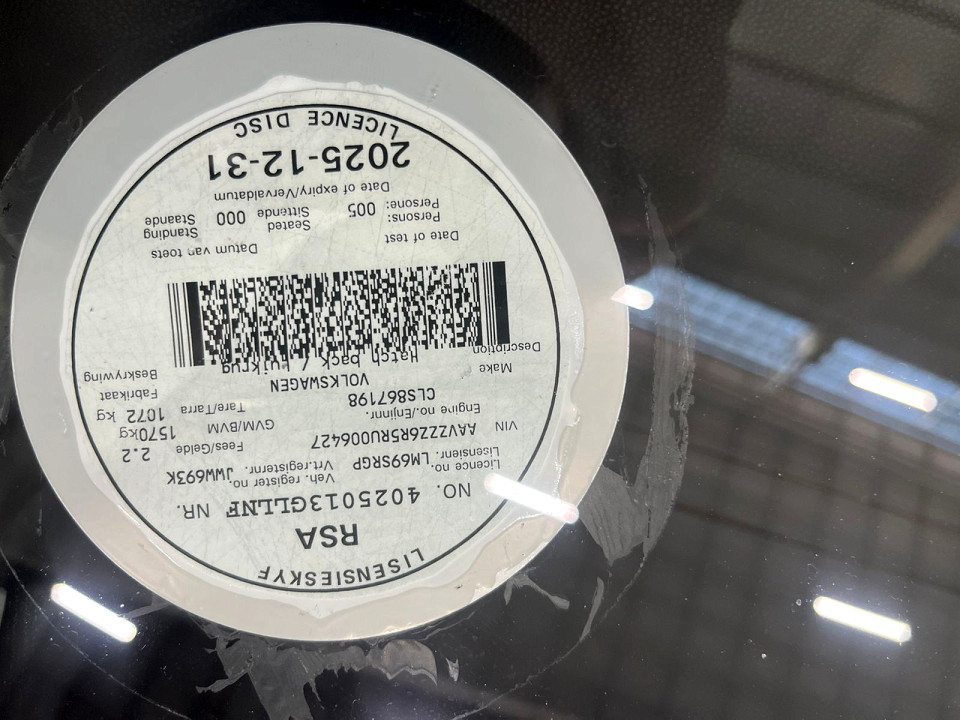 LISENSIESKYF
RSA
NO. 4025013GLLNF NR.
Licence no./ Lisensienr. LM69SRGP Veh. register no./ Vrt.registernr. JWW693K
VIN AAVZZZ6R5RU006427 Fees/Gelde 2.2
Engine no./Enjinnr. CLS867198 GVM/BVM 1570kg
Tare/Tarra 1072 kg
Make VOLKSWAGEN Fabrikaat
Description Hatch back / Luikrug Beskrywing
Date of test Datum van toets
Persons: Persone: 005 Seated Sittende 000 Standing Staande
Date of expiry/Vervaldatum
2025-12-31
LICENCE DISC